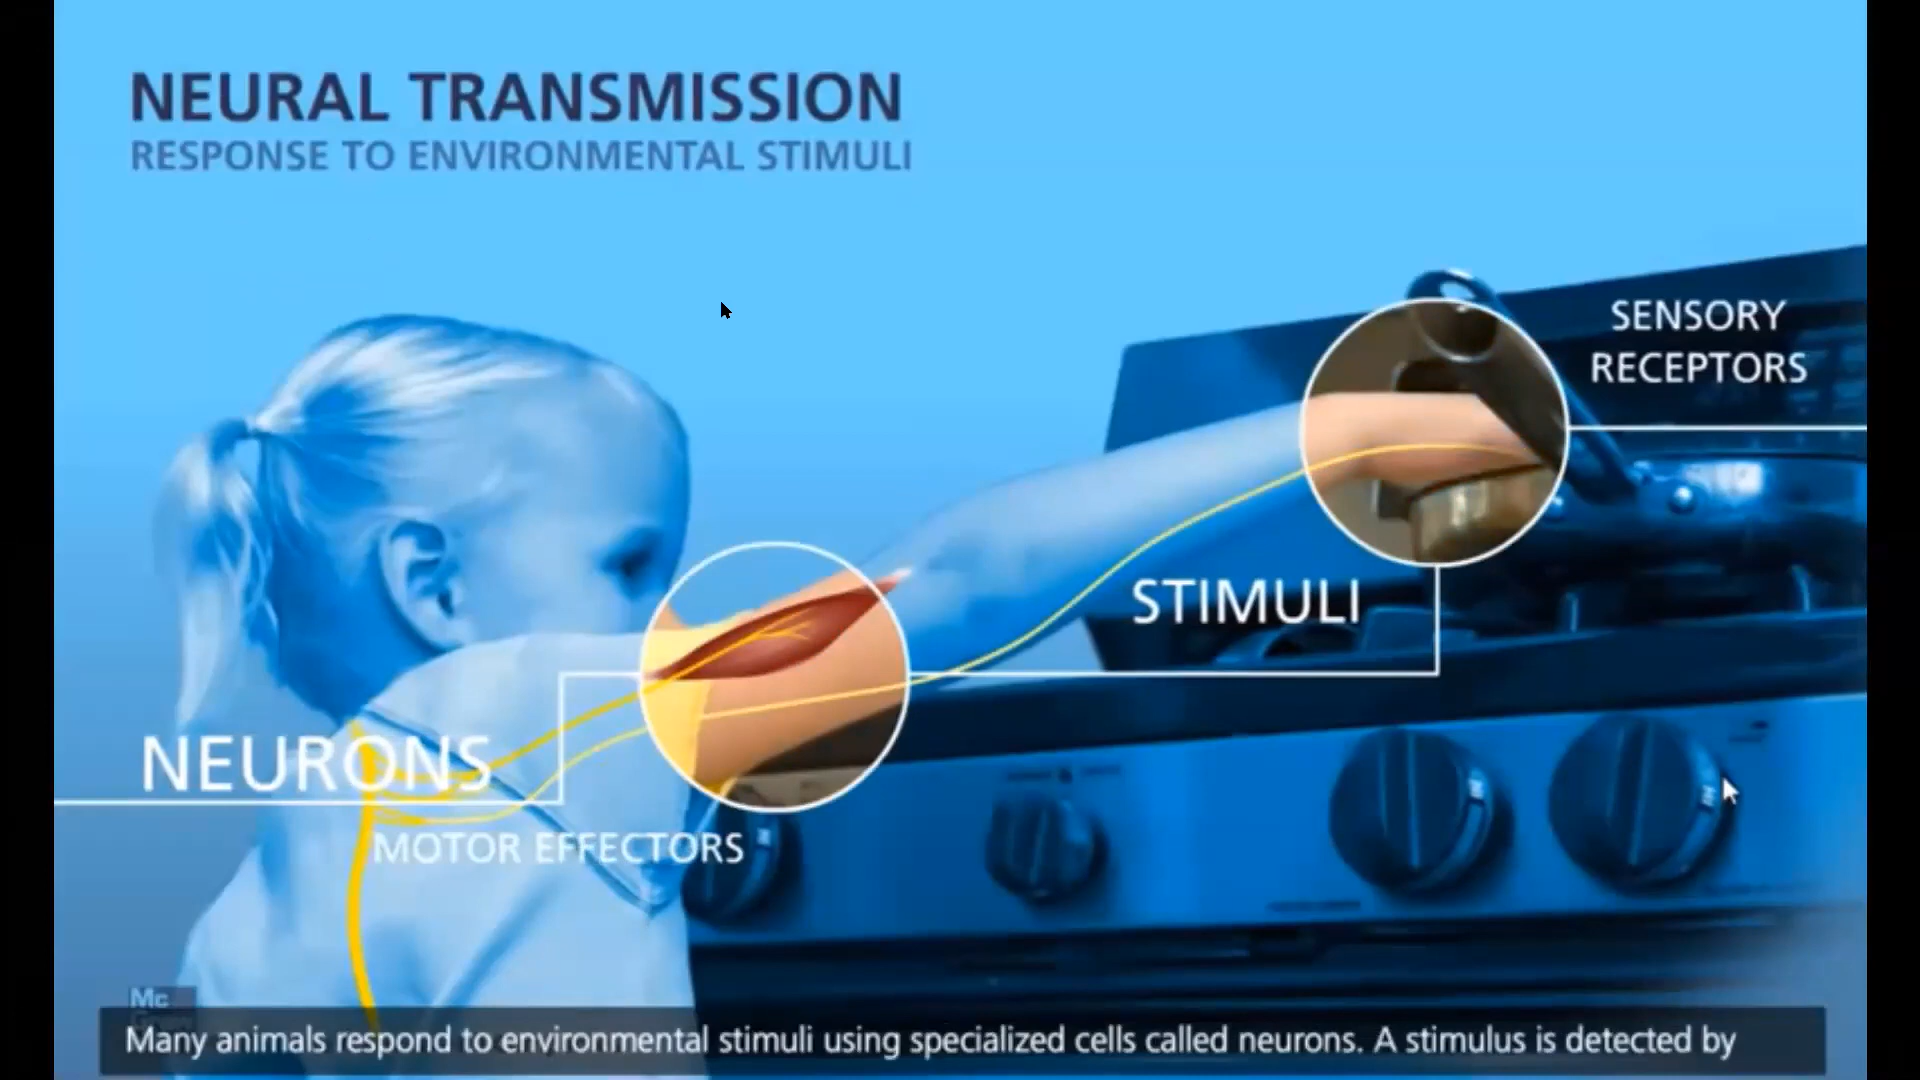 NEURAL TRANSMISSION
RESPONSE TO ENVIRONMENTAL STIMULI
SENSORY
RECEPTORS
STIMULI
NEURONS
MOTOR EFFECTORS
Mc
Many animals respond to environmental stimuli using specialized cells called neurons. A stimulus is detected by